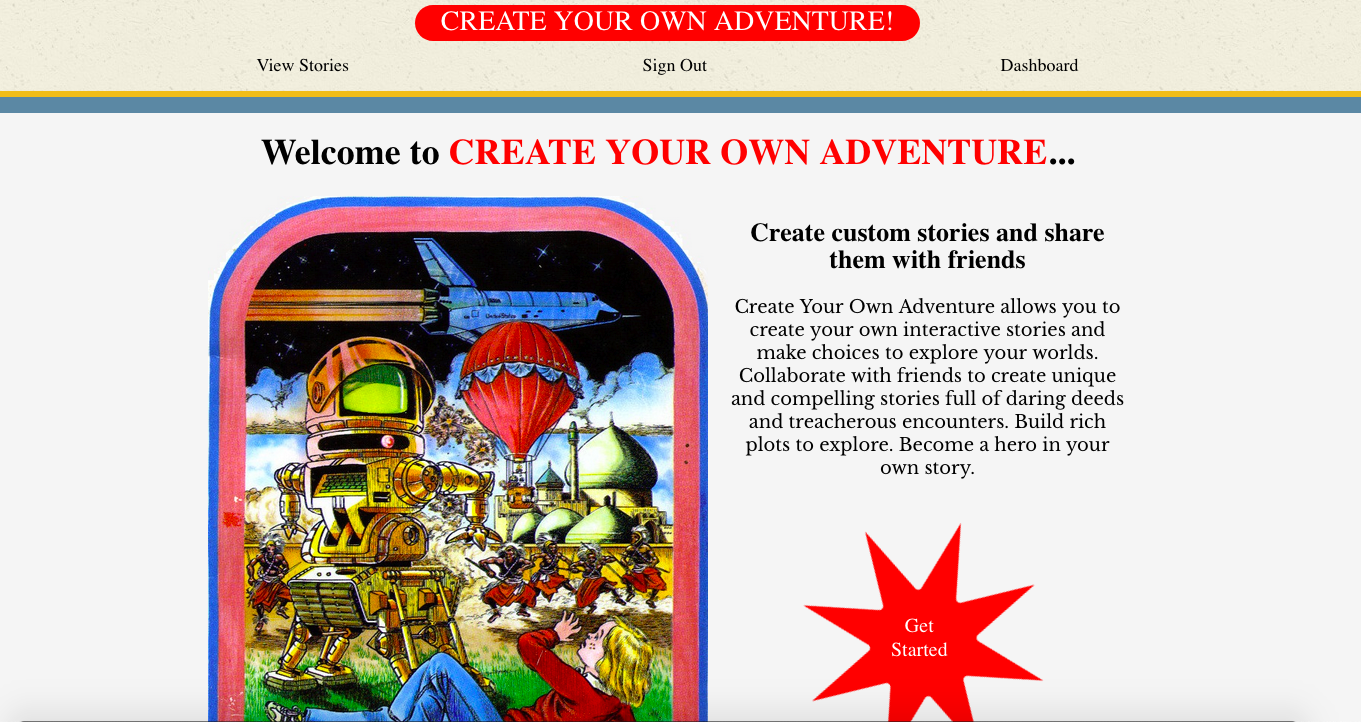 CREATE YOUR OWN ADVENTURE!
View Stories
Sign Out
Dashboard
Welcome to CREATE YOUR OWN ADVENTURE...
Create custom stories and share
them with friends
Create Your Own Adventure allows you to
create your own interactive stories and
make choices to explore your worlds.
Collaborate with friends to create unique
and compelling stories full of daring deeds
and treacherous encounters. Build rich
plots to explore. Become a hero in your
own story.
United States
Get
Started